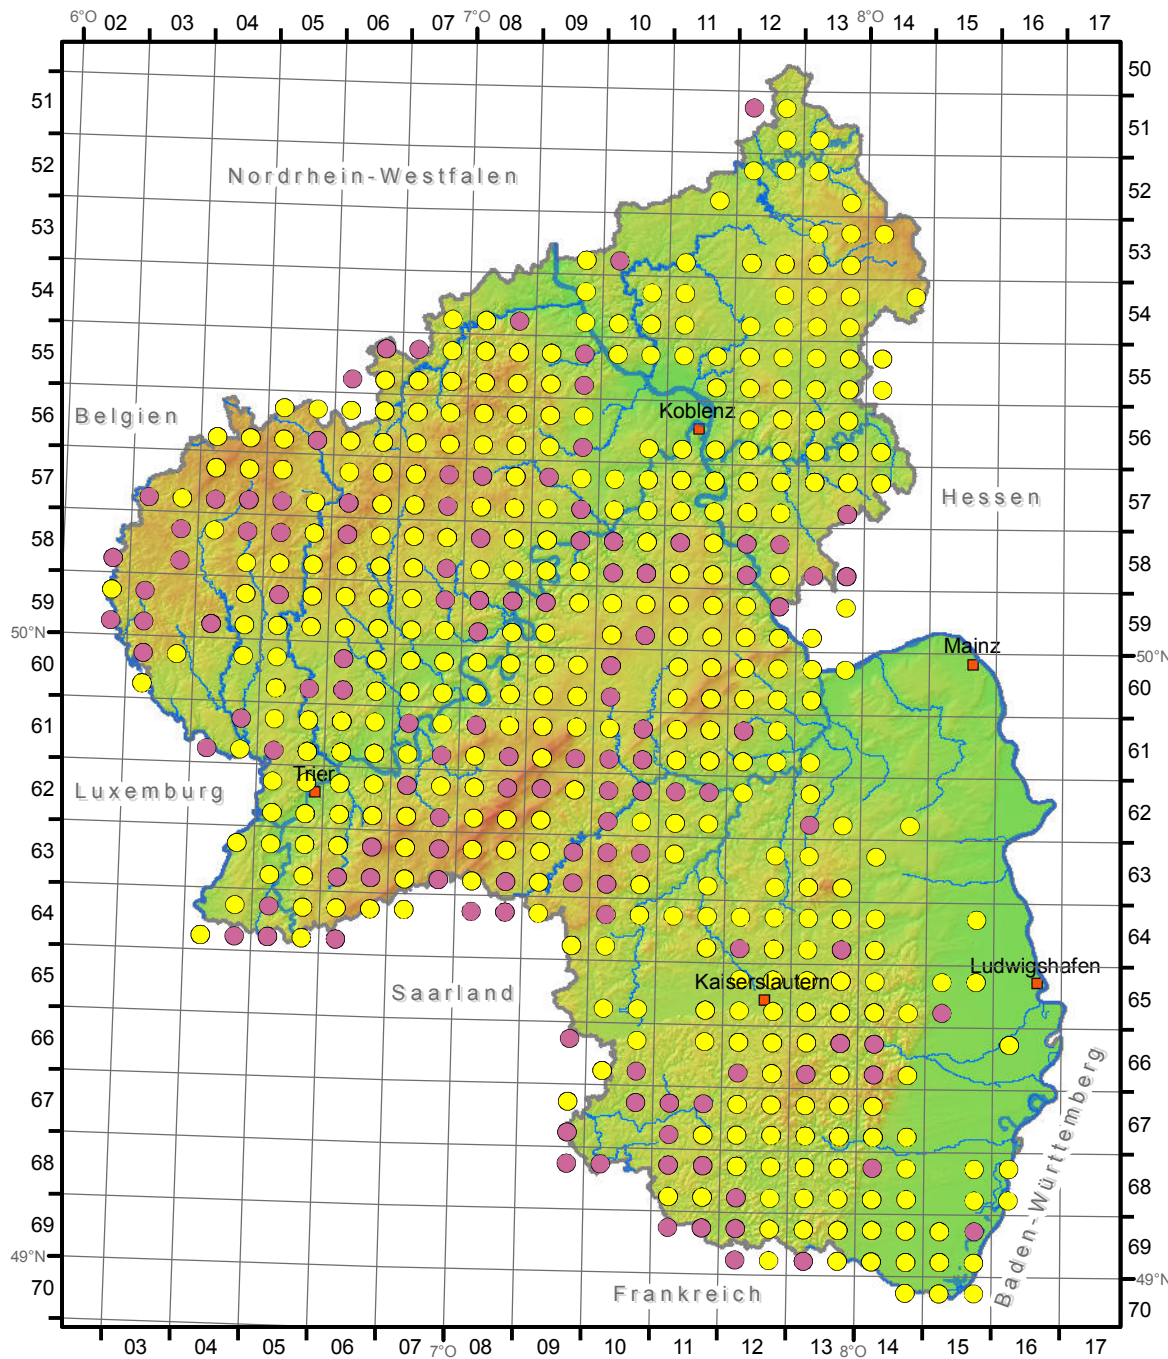 6°O 02 03 04 05 06 07 7°O 08 09 10 11 12 13 8°O 14 15 16 17
50
51
51
52
Nordrhein-Westfalen
52
53
53
54
54
55
55
Belgien
56
Koblenz
56
57
Hessen
57
58
58
59
59
50°N
Mainz
50°N
60
60
61
61
Trier
Luxemburg
62
62
63
63
64
64
Ludwigshafen
65
Kaiserslautern
Saarland
65
66
66
67
67
68
68
69
69
49°N
49°N
70
Frankreich
Baden-Württemberg
70
03 04 05 06 07 7°O 08 09 10 11 12 13 8°O 14 15 16 17